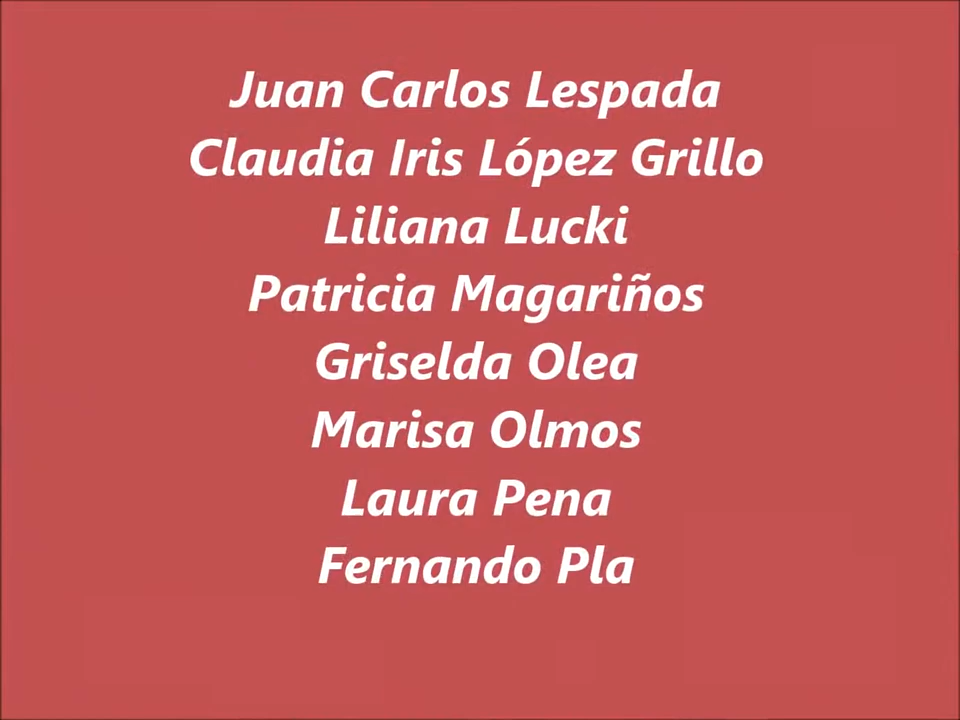 Juan Carlos Lespada
Claudia Iris López Grillo
Liliana Lucki
Patricia Magariños
Griselda Olea
Marisa Olmos
Laura Pena
Fernando Pla